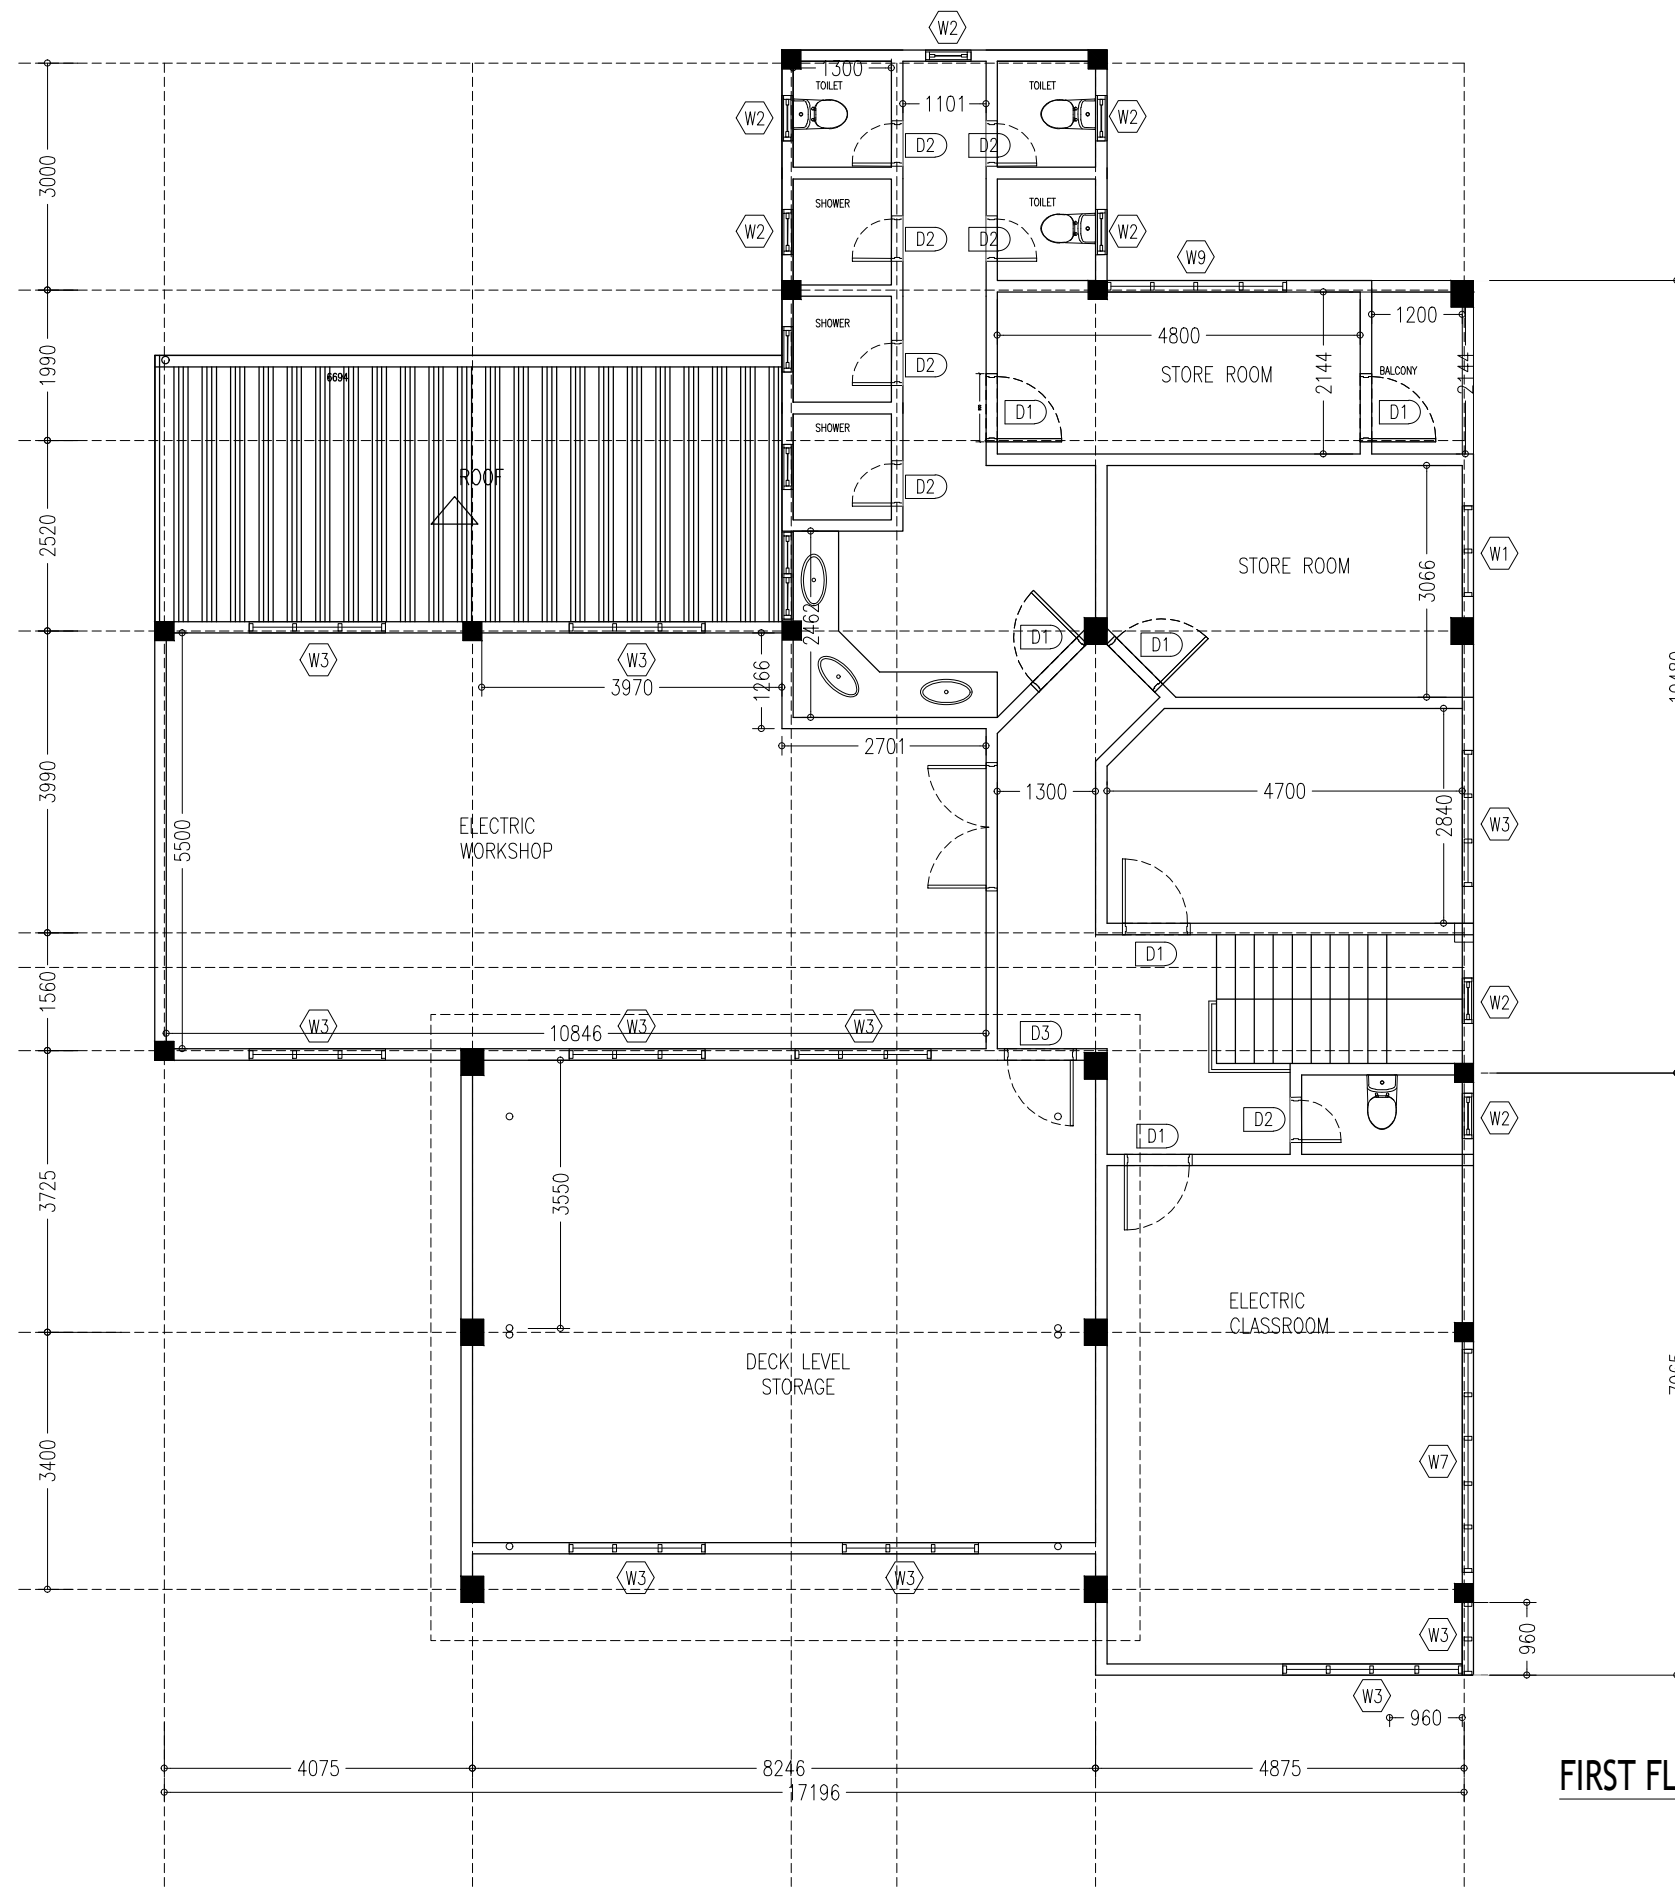 W2
1300
TOILET
TOILET
1101
W2
W2
D2
D2
3000
SHOWER
TOILET
W2
W2
D2
D2
W9
1200
SHOWER
4800
1990
D2
STORE ROOM
2144
BALCONY
2144
6694
D1
D1
SHOWER
ROOF
D2
2520
W1
STORE ROOM
3066
2462
D1
D1
W3
W3
3970
1266
2701
3990
1300
4700
2840
W3
5500
ELECTRIC
WORKSHOP
D1
1560
W2
W3
10846
W3
W3
D3
D2
W2
D1
3725
3550
ELECTRIC
CLASSROOM
DECK LEVEL
STORAGE
3400
W7
W3
W3
W3
960
W3
960
4075
8246
4875
17196
FIRST FL